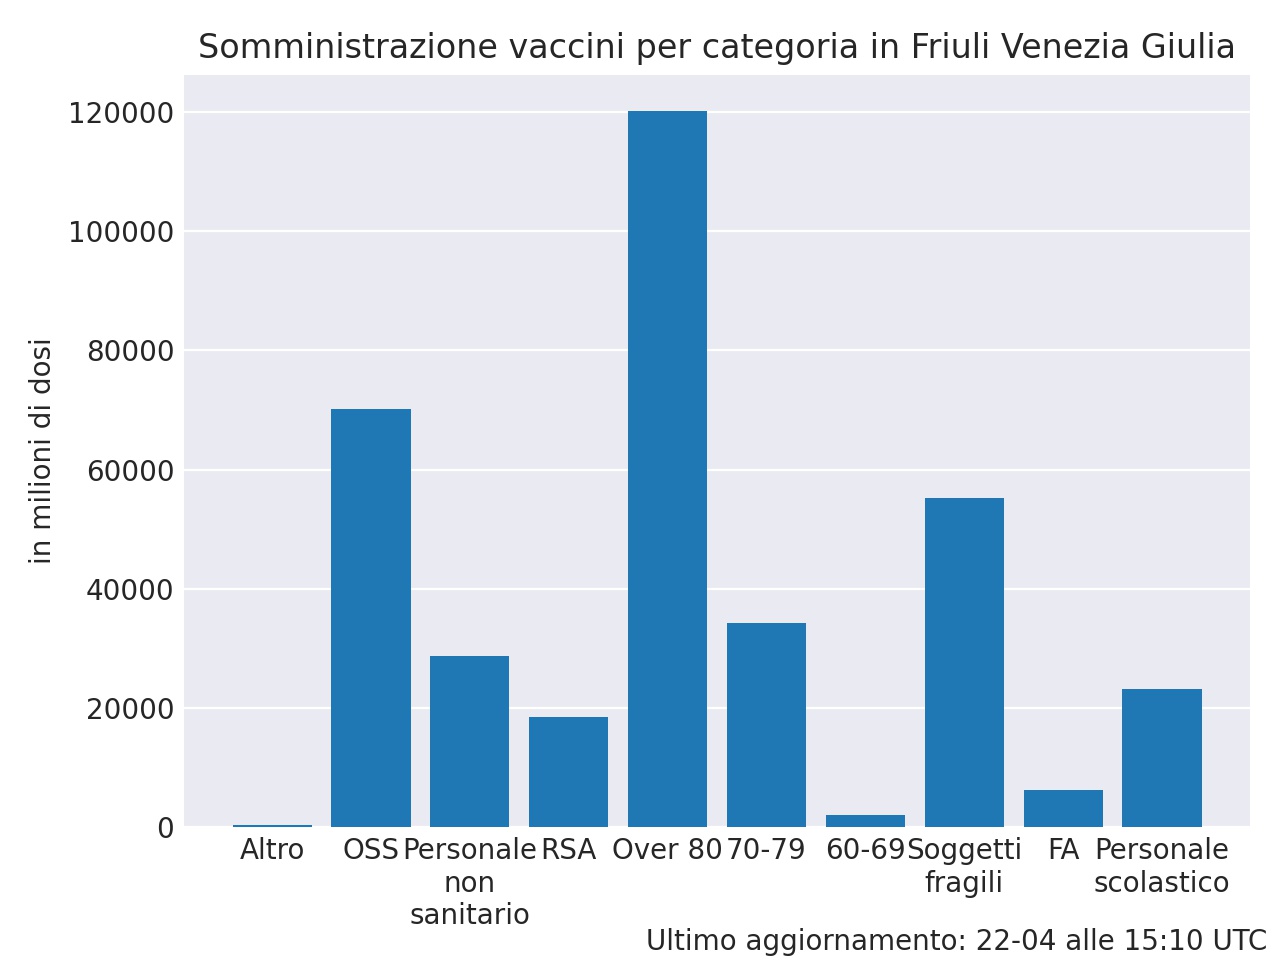 Somministrazione vaccini per categoria in Friuli Venezia Giulia
in milioni di dosi
120000
100000
80000
60000
40000
20000
0
Altro
OSS
Personale
non
sanitario
RSA
Over 80
70-79
60-69
Soggetti
fragili
FA
Personale
scolastico
Ultimo aggiornamento: 22-04 alle 15:10 UTC